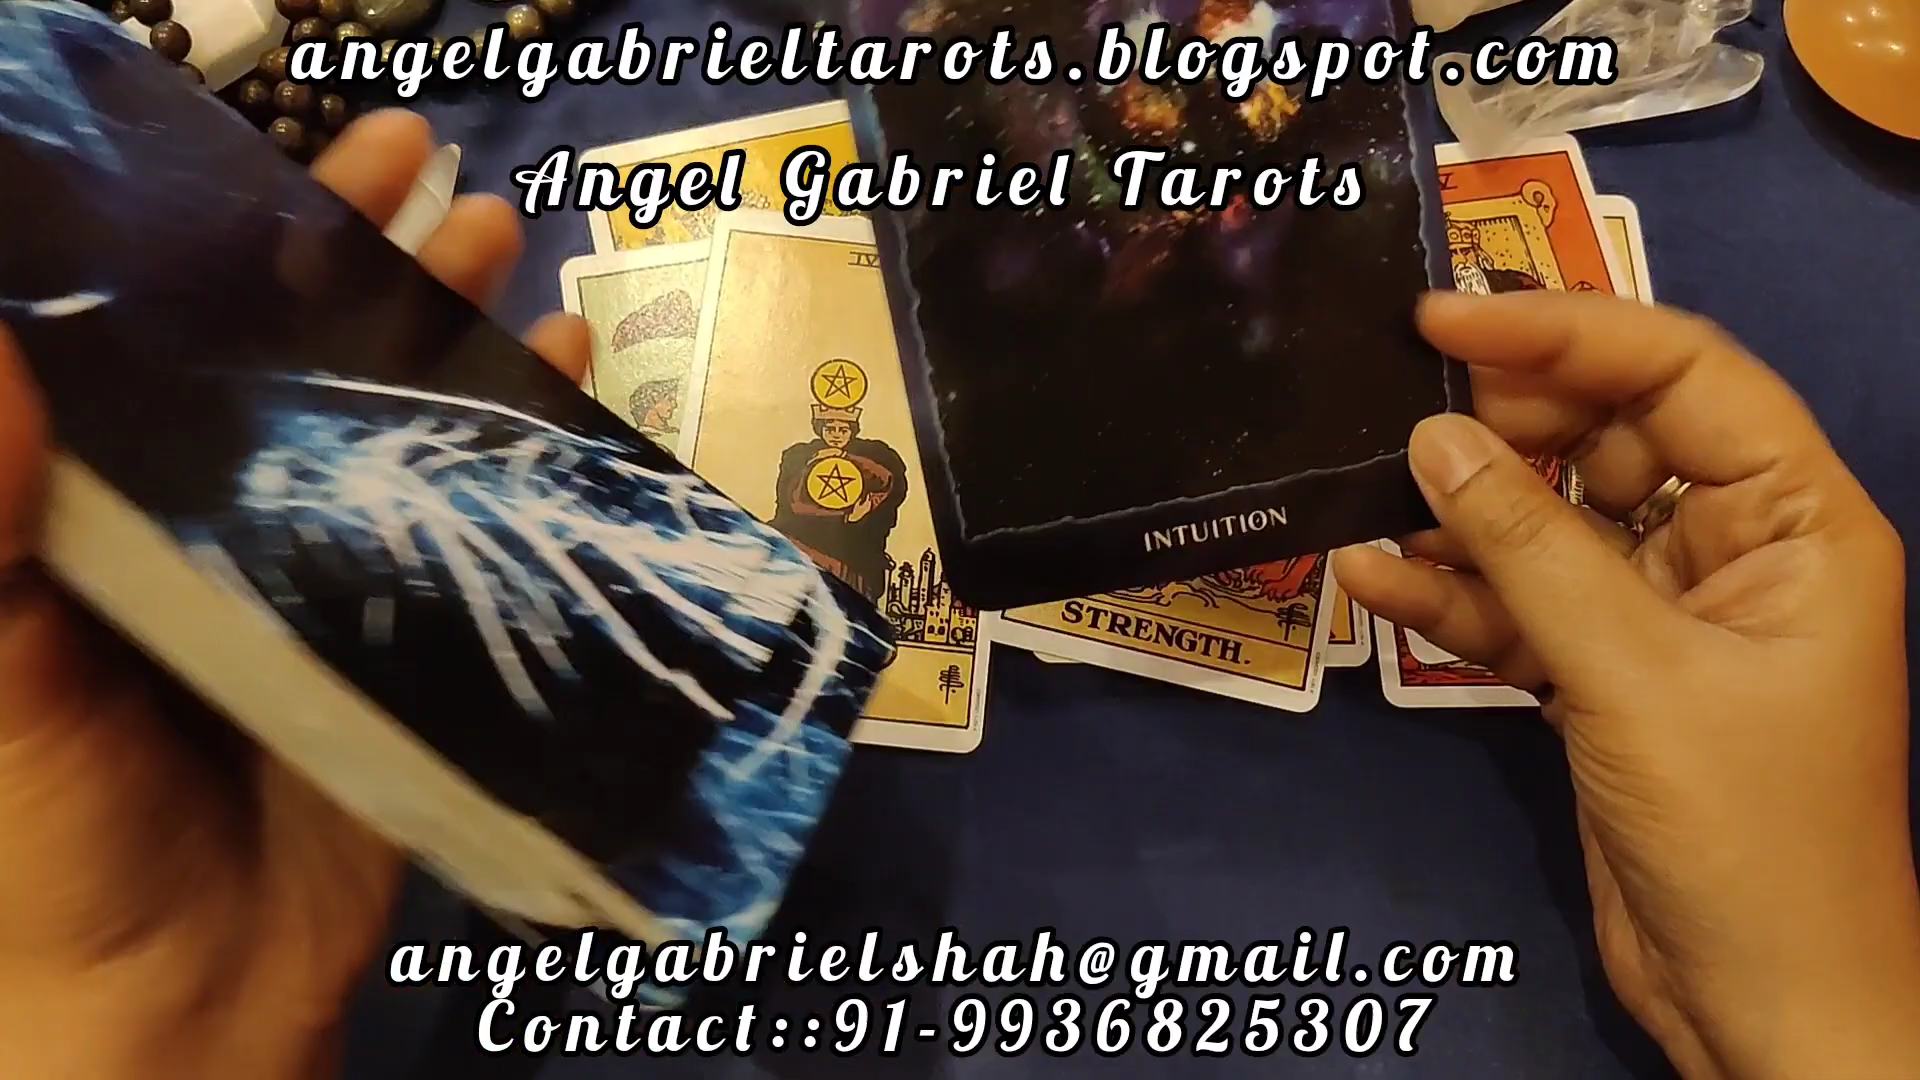 angelgabrieltarots.blogspot.com
Angel Gabriel Tarots
INTUITION
STRENGTH.
angelgabrielshah@gmail.com
Contact::91-9936825307